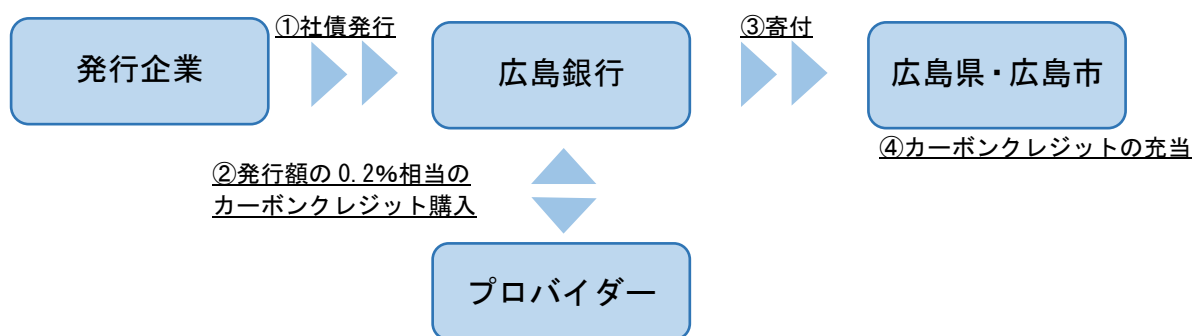 ①社債発行
③寄付
発行企業
広島銀行
広島県・広島市
④カーボンクレジットの充当
②発行額の 0.2%相当の
カーボンクレジット購入
プロバイダー